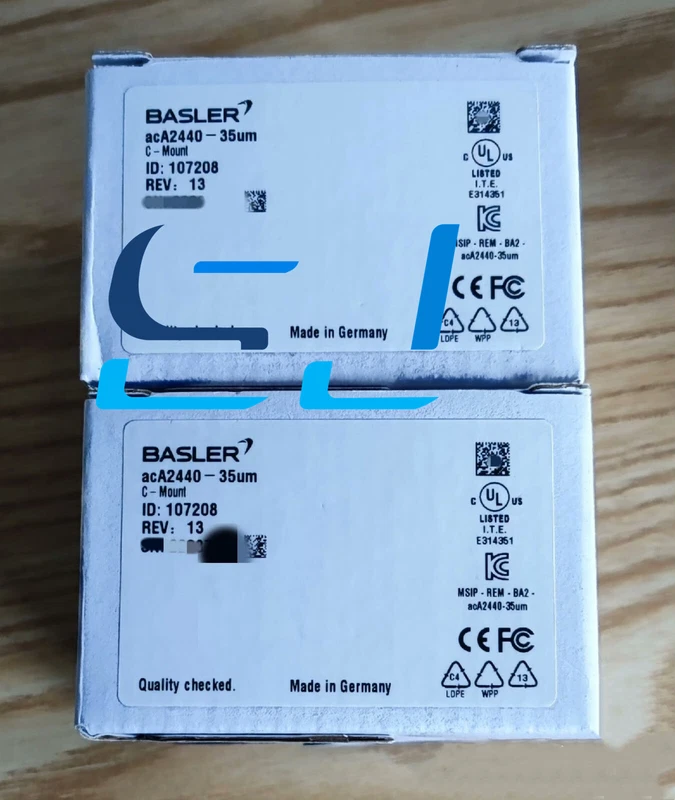 BASLER
acA2440-35um
C-Mount
ID: 107208
REV: 13
C UL US
LISTED
I.T.E.
E314351
MSIP - REM - BA2 -
acA2440-35um
CE FC
C4
13
LDPE WPP
Made in Germany
BASLER
acA2440-35um
C-Mount
ID: 107208
REV: 13
C UL US
LISTED
I.T.E.
E314351
MSIP - REM - BA2 -
acA2440-35um
CE FC
C4
13
LDPE WPP
Quality checked.
Made in Germany